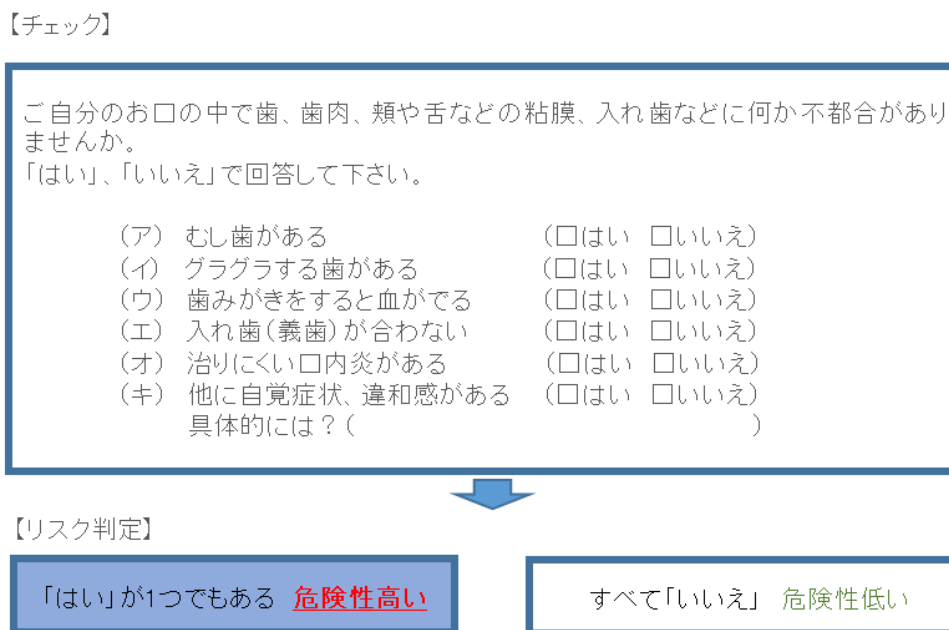 【チェック】
ご自分のお口の中で歯、歯肉、頬や舌などの粘膜、入れ歯などに何か不都合があり
ませんか。
「はい」、「いいえ」で回答して下さい。
（ア） むし歯がある （□はい □いいえ）
（イ） グラグラする歯がある （□はい □いいえ）
（ウ） 歯みがきをすると血がでる （□はい □いいえ）
（エ） 入れ歯（義歯）が合わない （□はい □いいえ）
（オ） 治りにくい口内炎がある （□はい □いいえ）
（キ） 他に自覚症状、違和感がある （□はい □いいえ）
具体的には？（ ）
【リスク判定】
「はい」が1つでもある 危険性高い
すべて「いいえ」 危険性低い